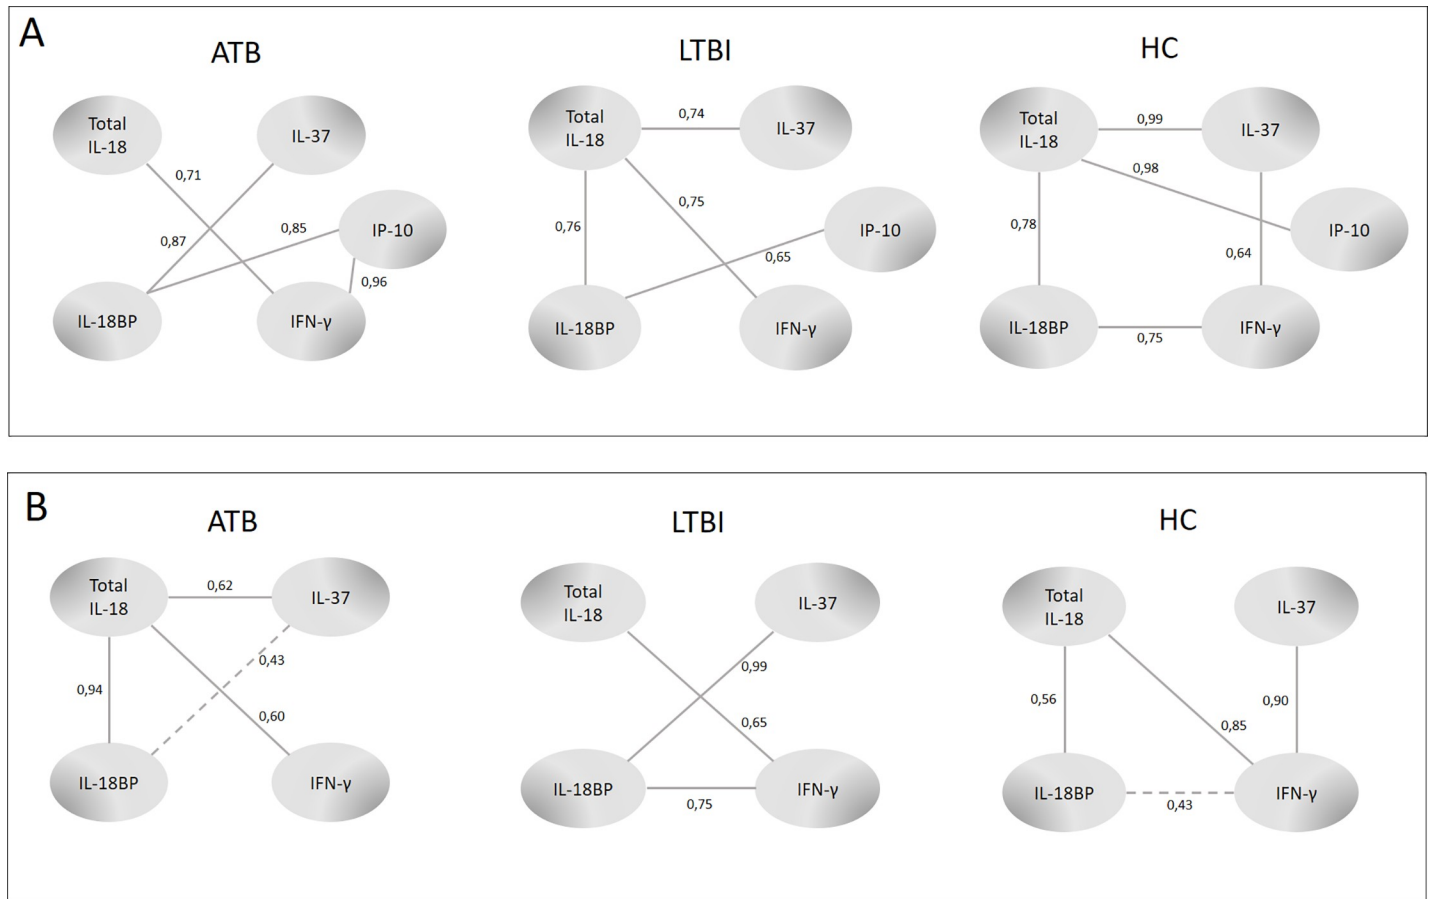 A
ATB
LTBI
HC
Total
IL-18
IL-37
0,71
0,87
0,85
IP-10
0,96
IL-18BP
IFN-γ
Total
IL-18
0,74
IL-37
0,75
0,76
IP-10
0,65
IL-18BP
IFN-γ
Total
IL-18
0,99
IL-37
0,98
0,78
IP-10
0,64
IL-18BP
0,75
IFN-γ
B
ATB
LTBI
HC
Total
IL-18
0,62
IL-37
0,43
0,94
0,60
IL-18BP
IFN-γ
Total
IL-18
IL-37
0,99
0,65
IL-18BP
0,75
IFN-γ
Total
IL-18
IL-37
0,56
0,90
0,85
IL-18BP
0,43
IFN-γ